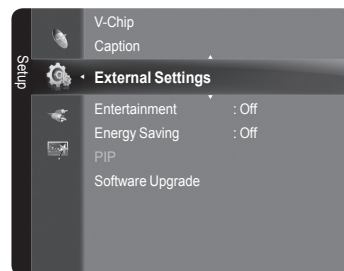 Setup
V-Chip
Caption
External Settings
Entertainment : Off
Energy Saving : Off
PIP
Software Upgrade